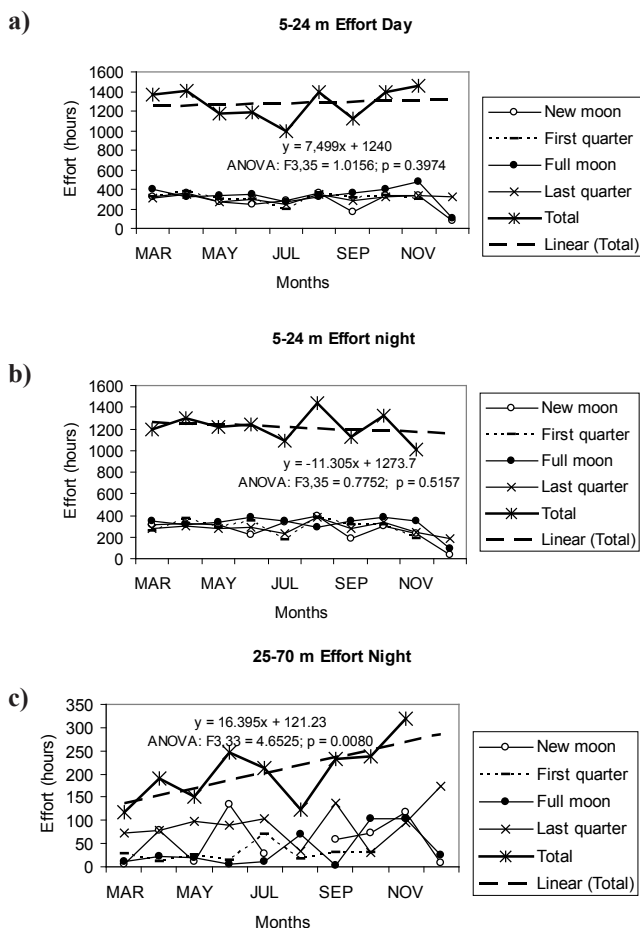 a)
5-24 m Effort Day
1600
1400
1200
1000
800
600
400
200
0
Effort (hours)
y = 7,499x + 1240
ANOVA: F3,35 = 1.0156; p = 0.3974
MAR MAY JUL SEP NOV
Months
New moon
First quarter
Full moon
Last quarter
Total
Linear (Total)
b)
5-24 m Effort night
1600
1400
1200
1000
800
600
400
200
0
Effort (hours)
y = -11.305x + 1273.7
ANOVA: F3,35 = 0.7752; p = 0.5157
MAR MAY JUL SEP NOV
Months
New moon
First quarter
Full moon
Last quarter
Total
Linear (Total)
c)
25-70 m Effort Night
350
300
250
200
150
100
50
0
Effort (hours)
y = 16.395x + 121.23
ANOVA: F3,33 = 4.6525; p = 0.0080
MAR MAY JUL SEP NOV
Months
New moon
First quarter
Full moon
Last quarter
Total
Linear (Total)